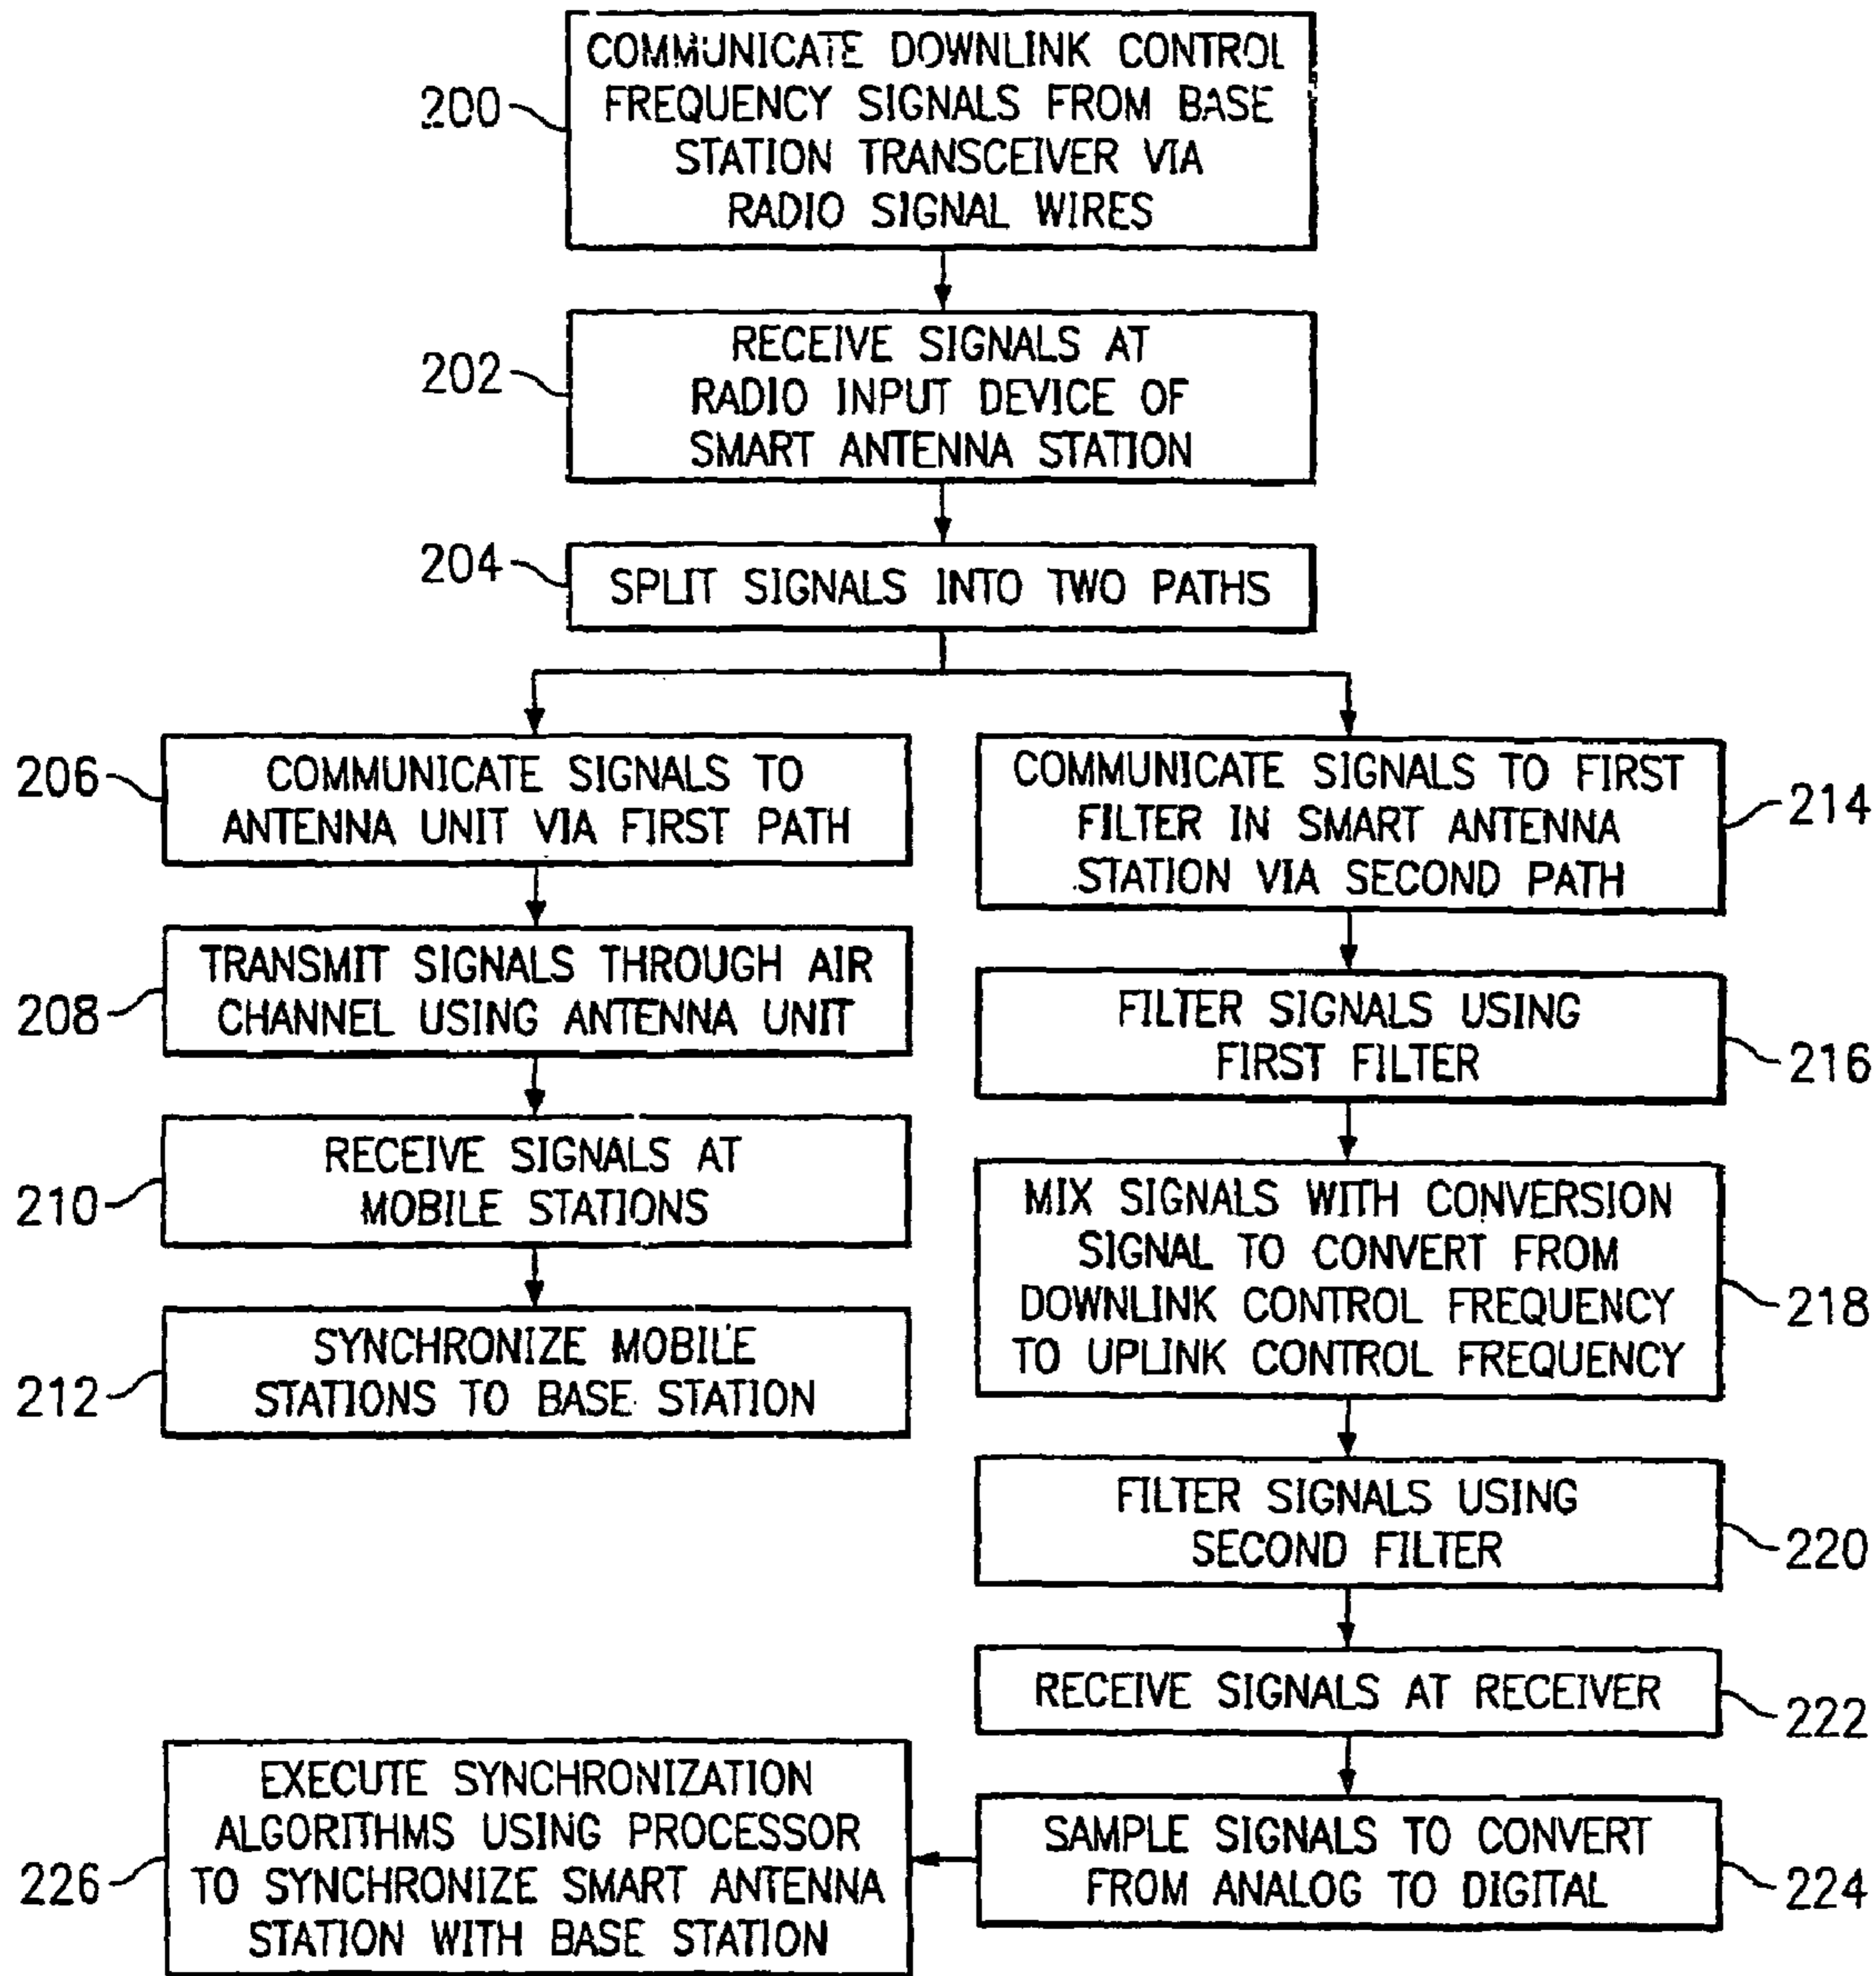 200
COMMUNICATE DOWNLINK CONTROL
FREQUENCY SIGNALS FROM BASE
STATION TRANSCEIVER VIA
RADIO SIGNAL WIRES
202
RECEIVE SIGNALS AT
RADIO INPUT DEVICE OF
SMART ANTENNA STATION
204
SPLIT SIGNALS INTO TWO PATHS
206
COMMUNICATE SIGNALS TO
ANTENNA UNIT VIA FIRST PATH
208
TRANSMIT SIGNALS THROUGH AIR
CHANNEL USING ANTENNA UNIT
210
RECEIVE SIGNALS AT
MOBILE STATIONS
212
SYNCHRONIZE MOBILE
STATIONS TO BASE STATION
COMMUNICATE SIGNALS TO FIRST
FILTER IN SMART ANTENNA
STATION VIA SECOND PATH
214
FILTER SIGNALS USING
FIRST FILTER
216
MIX SIGNALS WITH CONVERSION
SIGNAL TO CONVERT FROM
DOWNLINK CONTROL FREQUENCY
TO UPLINK CONTROL FREQUENCY
218
FILTER SIGNALS USING
SECOND FILTER
220
RECEIVE SIGNALS AT RECEIVER
222
SAMPLE SIGNALS TO CONVERT
FROM ANALOG TO DIGITAL
224
226
EXECUTE SYNCHRONIZATION
ALGORITHMS USING PROCESSOR
TO SYNCHRONIZE SMART ANTENNA
STATION WITH BASE STATION